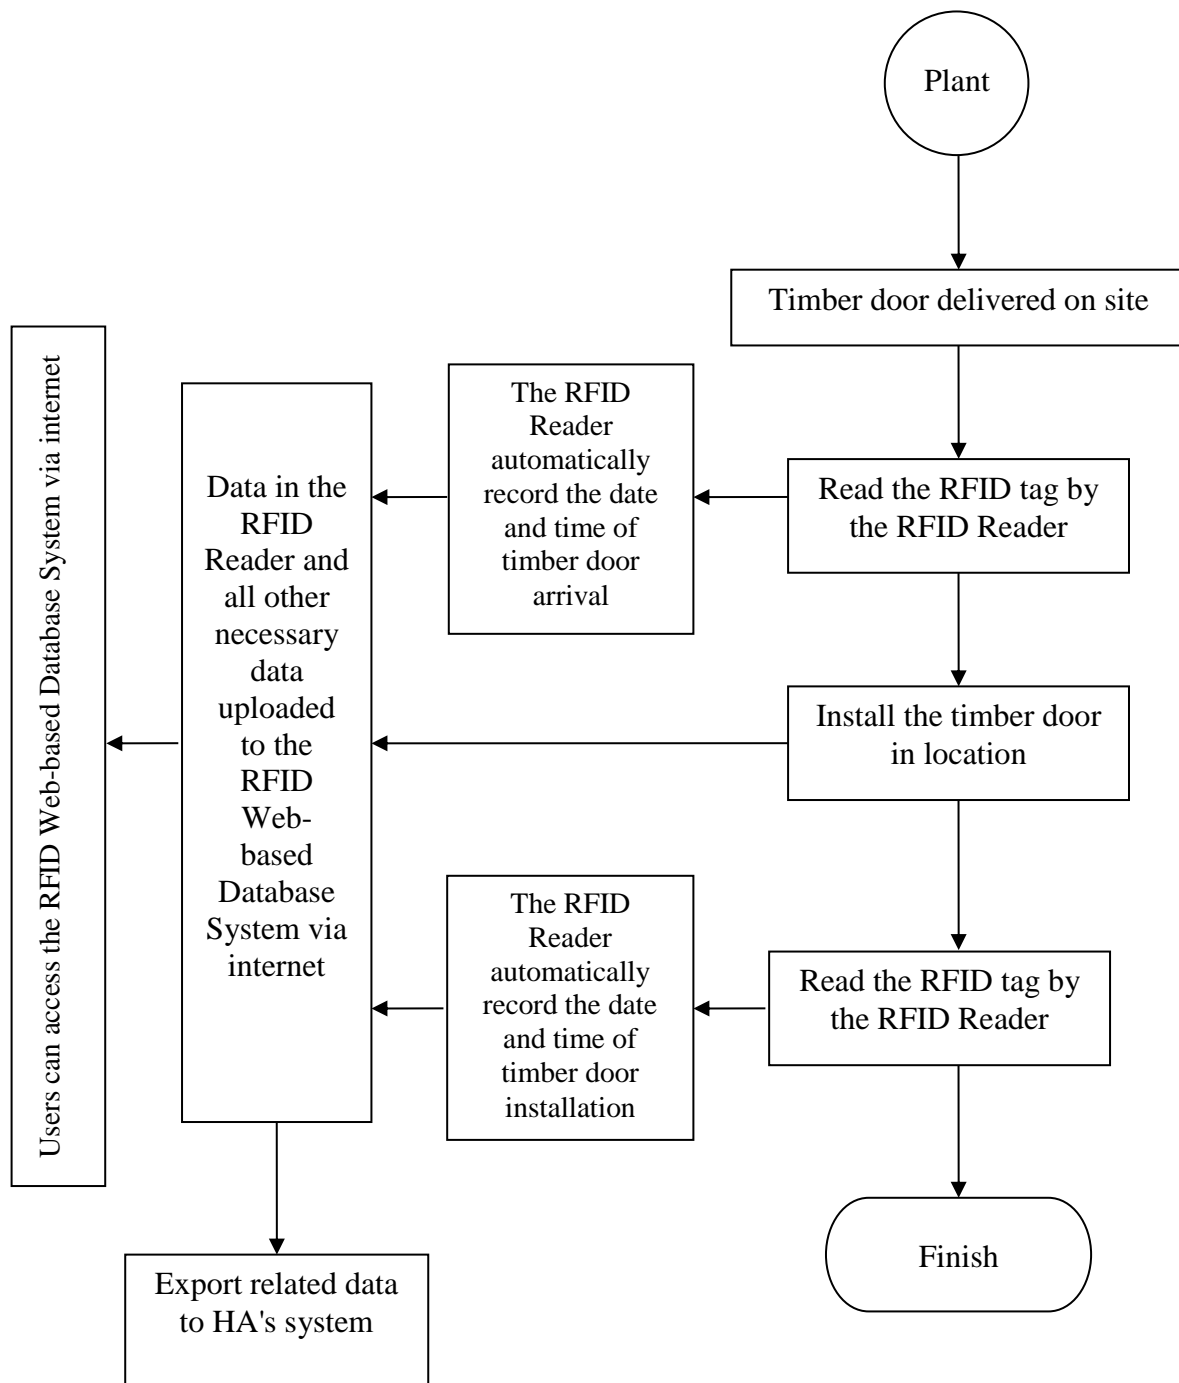 Plant
Timber door delivered on site
Users can access the RFID Web-based Database System via internet
Data in the
RFID
Reader and
all other
necessary
data
uploaded
to the
RFID
Web-
based
Database
System via
internet
The RFID
Reader
automatically
record the date
and time of
timber door
arrival
Read the RFID tag by
the RFID Reader
Install the timber door
in location
The RFID
Reader
automatically
record the date
and time of
timber door
installation
Read the RFID tag by
the RFID Reader
Finish
Export related data
to HA's system